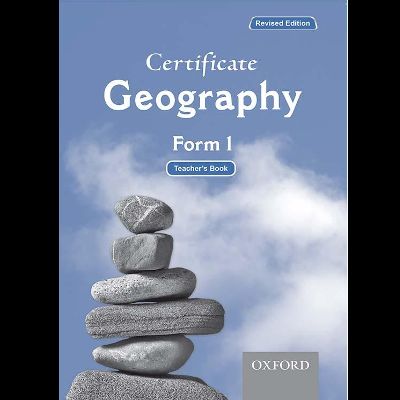 Revised Edition
Certificate
Geography
Form 1
Teacher's Book
OXFORD